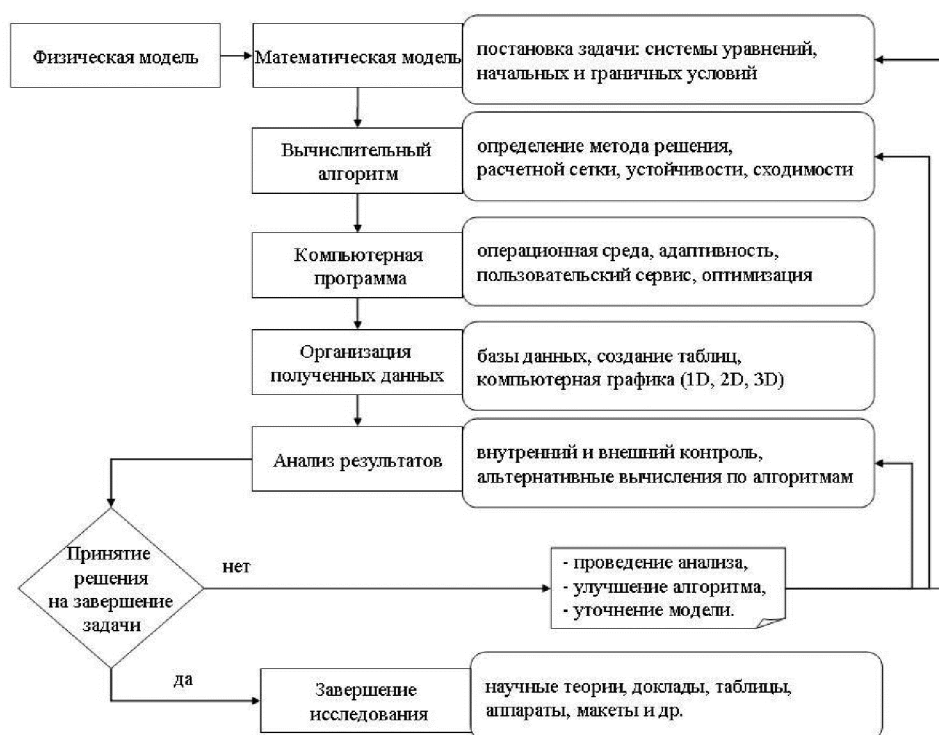 Физическая модель
Математическая модель
постановка задачи: системы уравнений,
начальных и граничных условий
Вычислительный
алгоритм
определение метода решения,
расчетной сетки, устойчивости, сходимости
Компьютерная
программа
операционная среда, адаптивность,
пользовательский сервис, оптимизация
Организация
полученных данных
базы данных, создание таблиц,
компьютерная графика (1D, 2D, 3D)
Анализ результатов
внутренний и внешний контроль,
альтернативные вычисления по алгоритмам
Принятие
решения
на завершение
задачи
нет
- проведение анализа,
- улучшение алгоритма,
- уточнение модели.
да
Завершение
исследования
научные теории, доклады, таблицы,
аппараты, макеты и др.